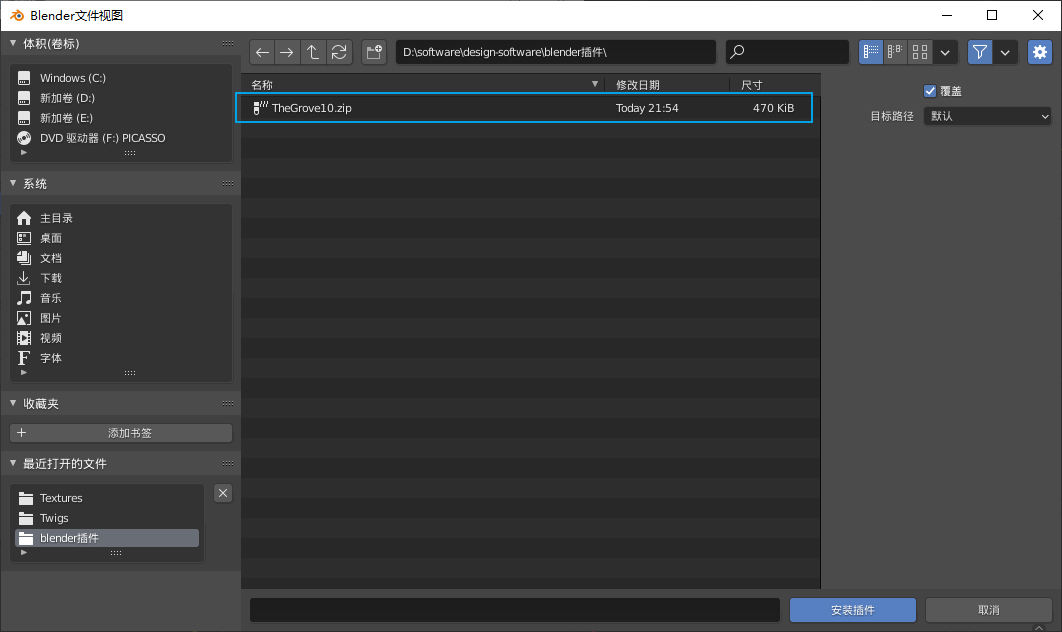 Blender文件视图
体积(卷标)
Windows (C:)
新加卷 (D:)
新加卷 (E:)
DVD 驱动器 (F:) PICASSO
系统
主目录
桌面
文档
下载
音乐
图片
视频
字体
收藏夹
添加书签
最近打开的文件
Textures
Twigs
blender插件
D:\software\design-software\blender插件\
名称 修改日期 尺寸
TheGrove10.zip Today 21:54 470 KiB
覆盖
目标路径 默认
安装插件 取消